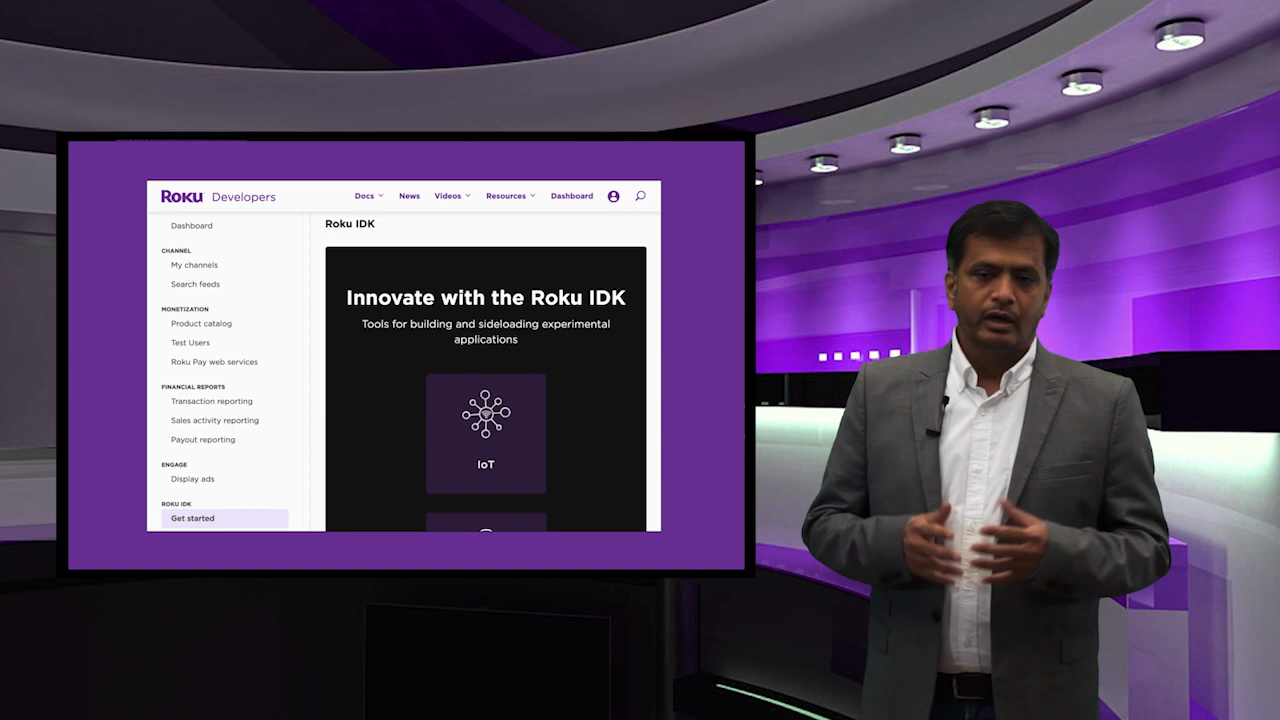 Roku Developers
Docs News Videos Resources Dashboard
Dashboard
CHANNEL
My channels
Search feeds
MONETIZATION
Product catalog
Test Users
Roku Pay web services
FINANCIAL REPORTS
Transaction reporting
Sales activity reporting
Payout reporting
ENGAGE
Display ads
ROKU IDK
Get started
Roku IDK
Innovate with the Roku IDK
Tools for building and sideloading experimental
applications
IoT